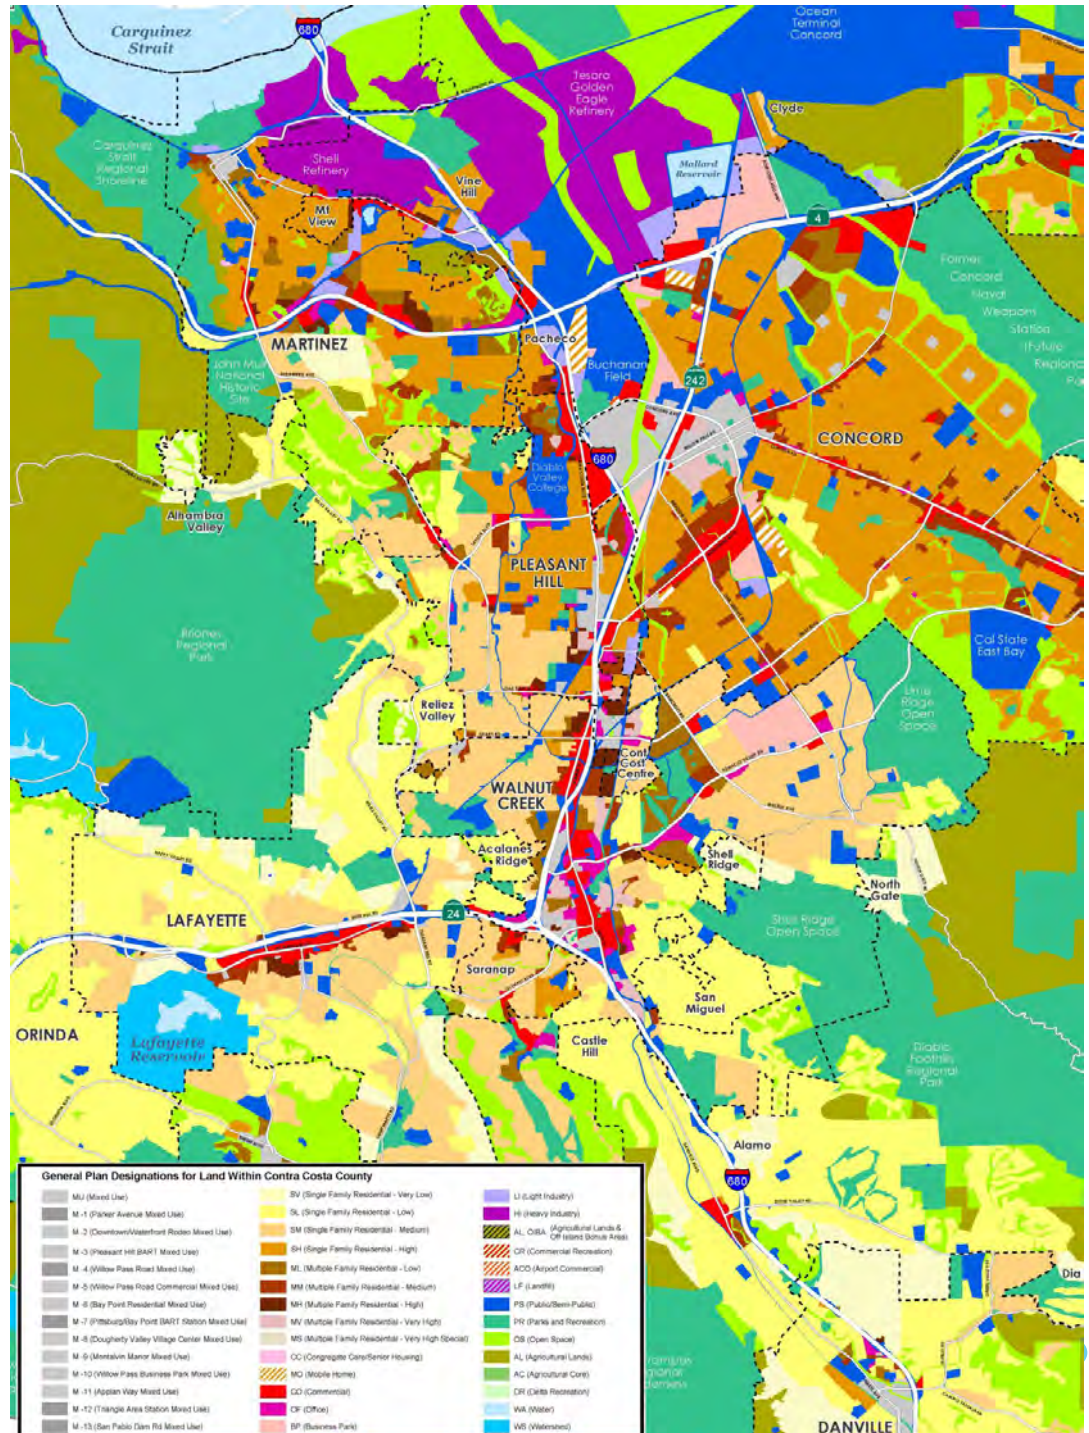 Carquinez
Strait
680
Ocean
Terminal
Concord
Tesoro
Golden
Eagle
Refinery
Clyde
Carquinez
Strait
Regional
Shoreline
Shell
Refinery
Vine
Hill
Mallard
Reservoir
Mt
View
4
Former
Concord
Naval
Weapons
Station
(Future
Regional
MARTINEZ
Pacheco
John Muir
National
Historic
Site
Buchanan
Field
242
CONCORD
680
Diablo
Valley
College
Alhambra
Valley
PLEASANT
HILL
Briones
Regional
Park
Cal State
East Bay
Lime
Ridge
Open
Space
Reliez
Valley
Cont
Cost
Centre
WALNUT
CREEK
Acalanes
Ridge
Shell
Ridge
North
Gate
LAFAYETTE
24
Shell Ridge
Open Space
Saranap
San
Miguel
ORINDA
Lafayette
Reservoir
Castle
Hill
Diablo
Foothills
Regional
Park
Alamo
680
Dia
DANVILLE
General Plan Designations for Land Within Contra Costa County
MU (Mixed Use)
M -1 (Parker Avenue Mixed Use)
M -2 (Downtown/Waterfront Rodeo Mixed Use)
M -3 (Pleasant Hill BART Mixed Use)
M -4 (Willow Pass Road Mixed Use)
M -5 (Willow Pass Road Commercial Mixed Use)
M -6 (Bay Point Residential Mixed Use)
M -7 (Pittsburg/Bay Point BART Station Mixed Use)
M -8 (Dougherty Valley Village Center Mixed Use)
M -9 (Montalvin Manor Mixed Use)
M -10 (Willow Pass Business Park Mixed Use)
M -11 (Appian Way Mixed Use)
M -12 (Triangle Area Station Mixed Use)
M -13 (San Pablo Dam Rd Mixed Use)
SV (Single Family Residential - Very Low)
SL (Single Family Residential - Low)
SM (Single Family Residential - Medium)
SH (Single Family Residential - High)
ML (Multiple Family Residential - Low)
MM (Multiple Family Residential - Medium)
MH (Multiple Family Residential - High)
MV (Multiple Family Residential - Very High)
MS (Multiple Family Residential - Very High Special)
CC (Congregate Care/Senior Housing)
MO (Mobile Home)
CO (Commercial)
OF (Office)
BP (Business Park)
LI (Light Industry)
HI (Heavy Industry)
AL, OIBA (Agricultural Lands &
Off Island Bonus Area)
CR (Commercial Recreation)
ACO (Airport Commercial)
LF (Landfill)
PS (Public/Semi-Public)
PR (Parks and Recreation)
OS (Open Space)
AL (Agricultural Lands)
AC (Agricultural Core)
DR (Delta Recreation)
WA (Water)
WS (Watershed)